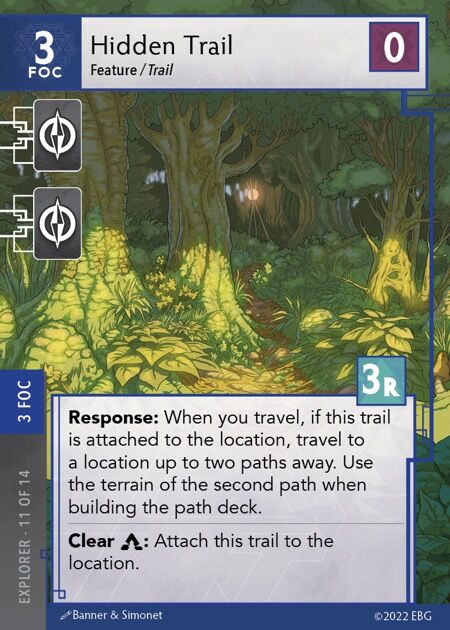 3
FOC
Hidden Trail
Feature / Trail
0
3R
3 FOC
EXPLORER - 11 OF 14
Response: When you travel, if this trail
is attached to the location, travel to
a location up to two paths away. Use
the terrain of the second path when
building the path deck.
Clear : Attach this trail to the
location.
Banner & Simonet
©2022 EBG